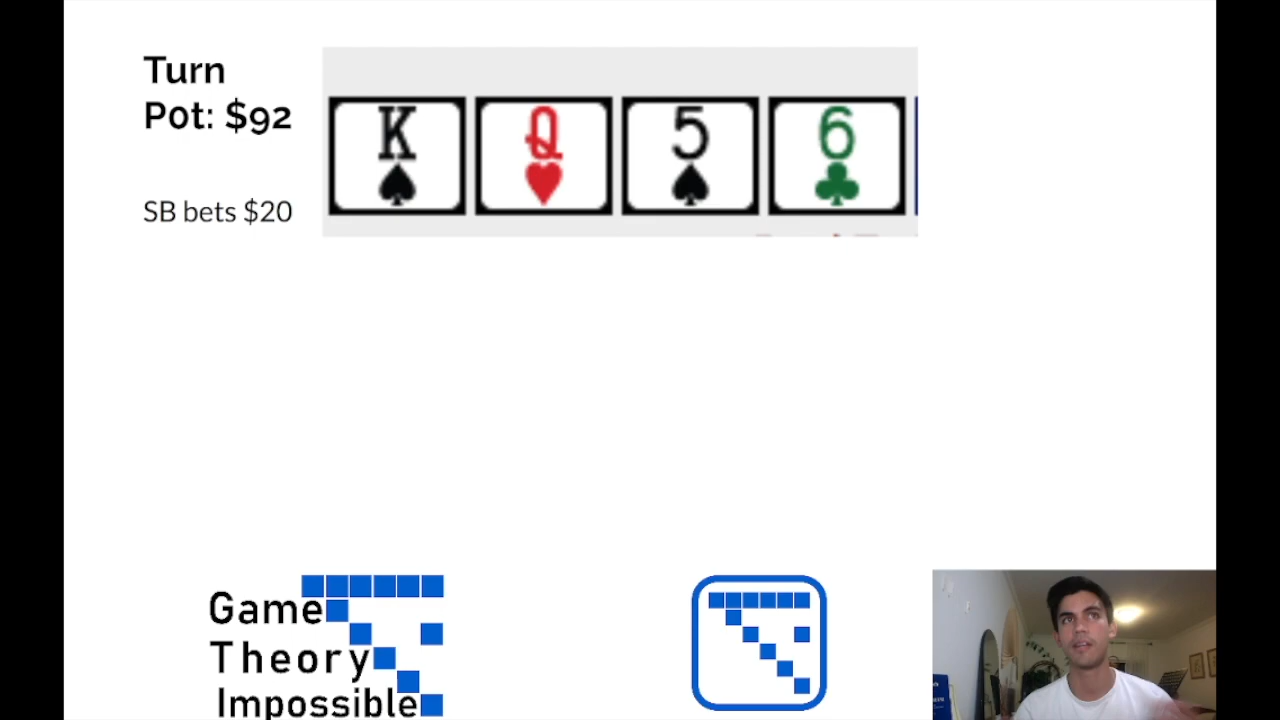 Turn
Pot: $92
SB bets $20
K Q 5 6
Game
Theory
Impossible